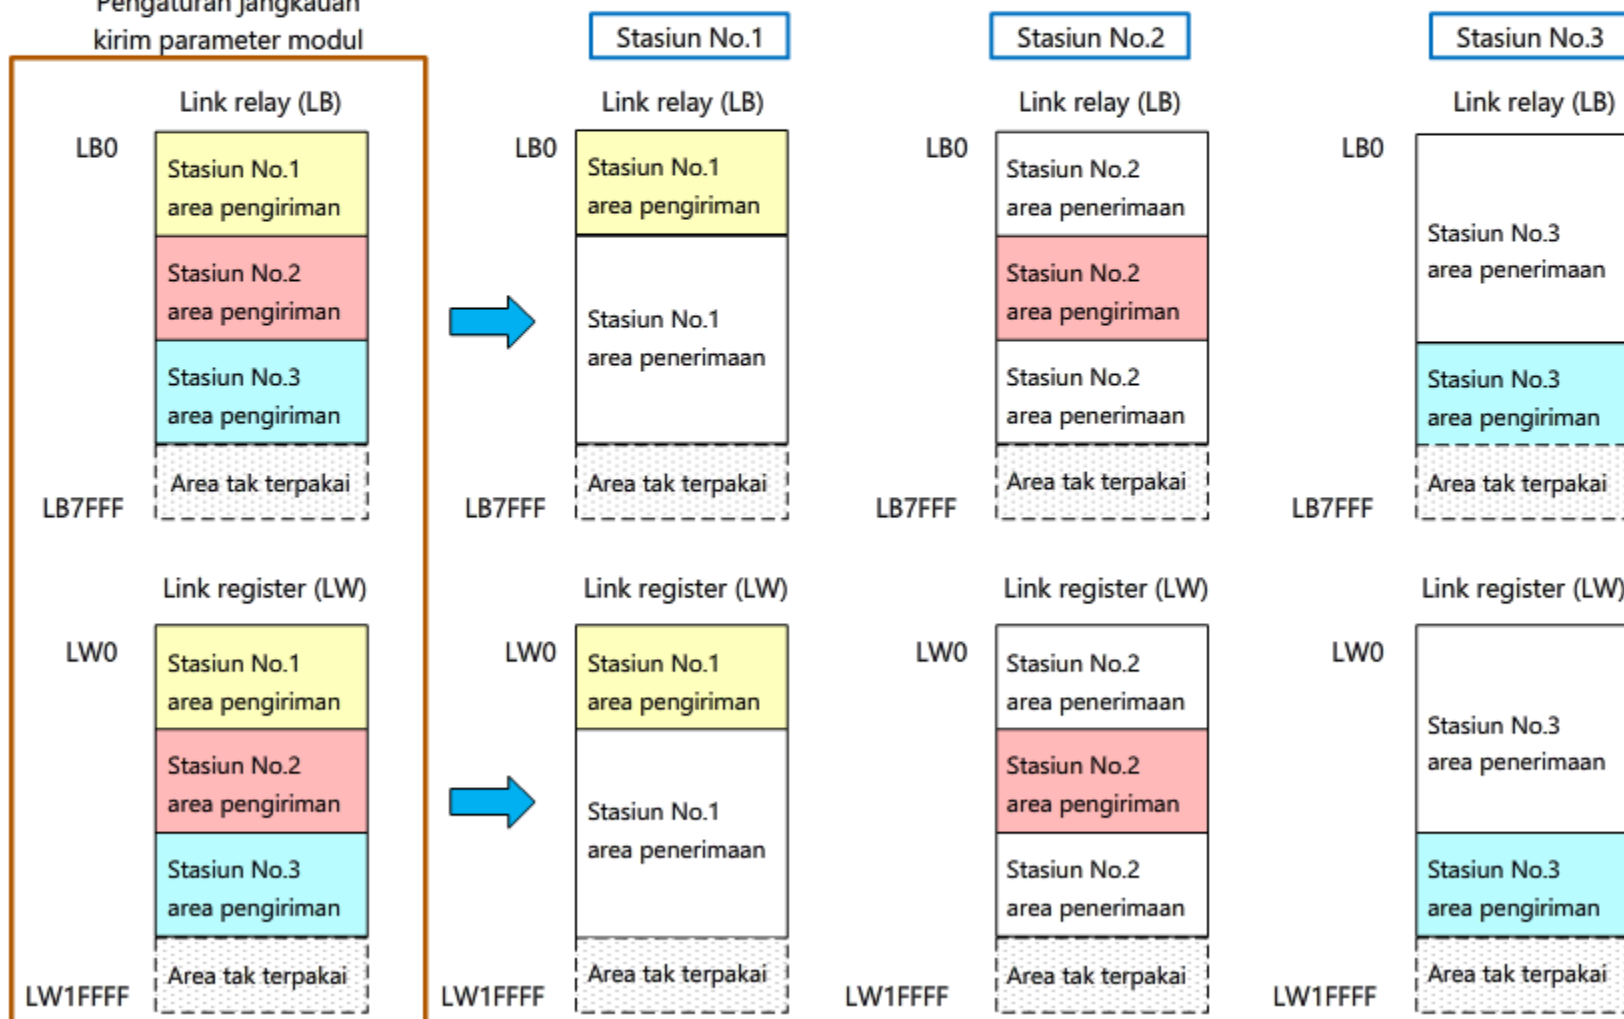 Pengaturan jangkauan
kirim parameter modul
Stasiun No.1
Stasiun No.2
Stasiun No.3
Link relay (LB)
LB0
Stasiun No.1
area pengiriman
Stasiun No.2
area pengiriman
Stasiun No.3
area pengiriman
Area tak terpakai
LB7FFF
Link relay (LB)
LB0
Stasiun No.1
area pengiriman
Stasiun No.1
area penerimaan
Area tak terpakai
LB7FFF
Link relay (LB)
LB0
Stasiun No.2
area penerimaan
Stasiun No.2
area pengiriman
Stasiun No.2
area penerimaan
Area tak terpakai
LB7FFF
Link relay (LB)
LB0
Stasiun No.3
area penerimaan
Stasiun No.3
area pengiriman
Area tak terpakai
LB7FFF
Link register (LW)
LW0
Stasiun No.1
area pengiriman
Stasiun No.2
area pengiriman
Stasiun No.3
area pengiriman
Area tak terpakai
LW1FFFF
Link register (LW)
LW0
Stasiun No.1
area pengiriman
Stasiun No.1
area penerimaan
Area tak terpakai
LW1FFFF
Link register (LW)
LW0
Stasiun No.2
area penerimaan
Stasiun No.2
area pengiriman
Stasiun No.2
area penerimaan
Area tak terpakai
LW1FFFF
Link register (LW)
LW0
Stasiun No.3
area penerimaan
Stasiun No.3
area pengiriman
Area tak terpakai
LW1FFFF